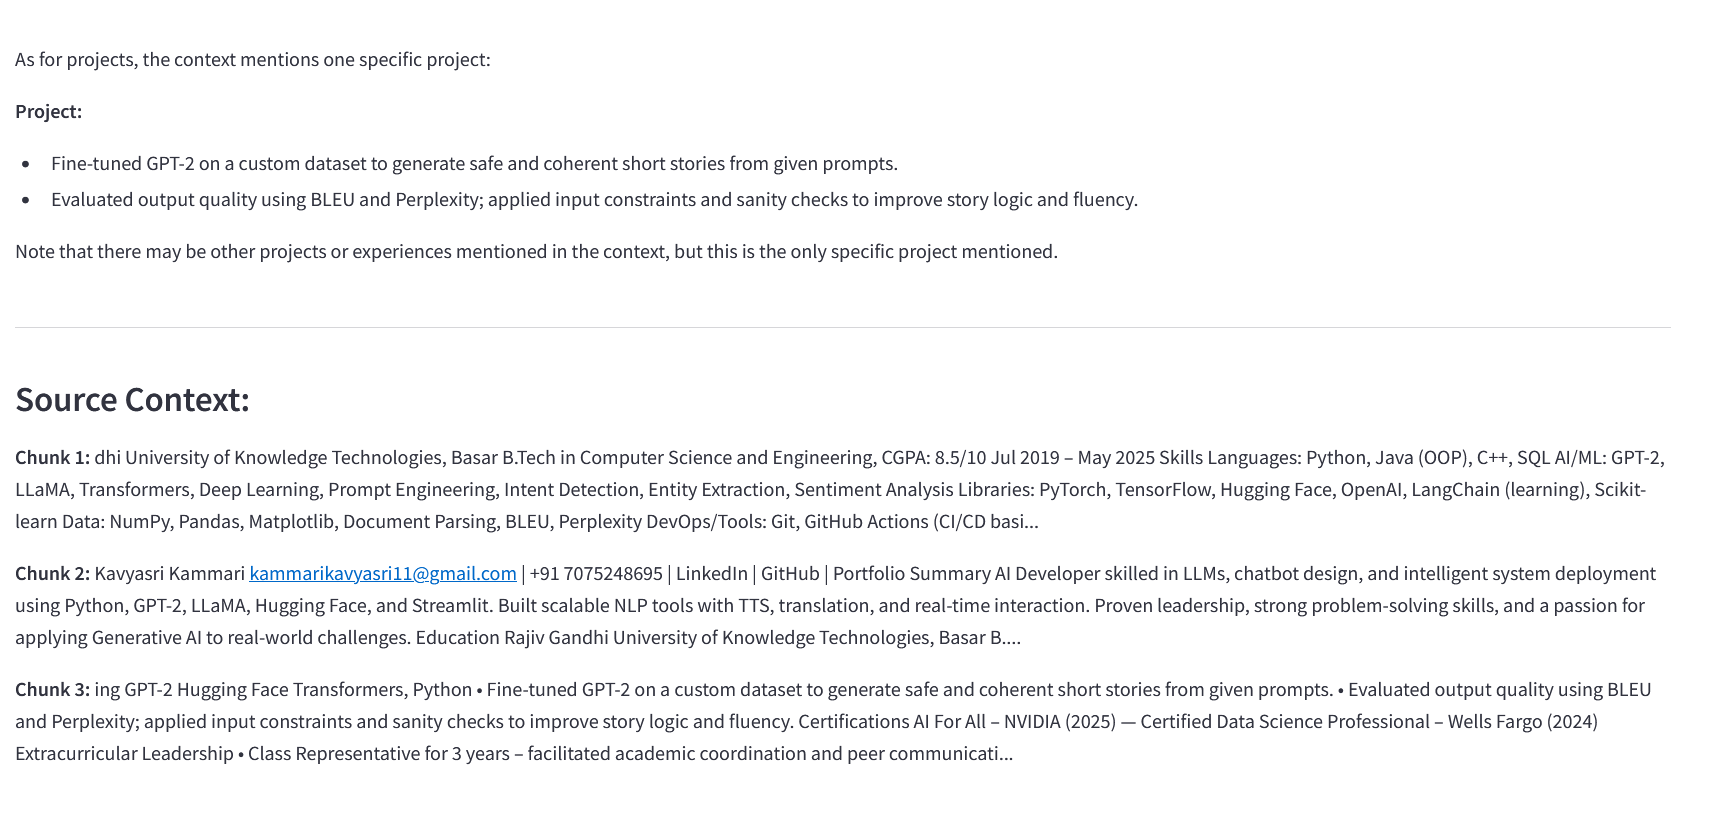 As for projects, the context mentions one specific project:
Project:
• Fine-tuned GPT-2 on a custom dataset to generate safe and coherent short stories from given prompts.
• Evaluated output quality using BLEU and Perplexity; applied input constraints and sanity checks to improve story logic and fluency.
Note that there may be other projects or experiences mentioned in the context, but this is the only specific project mentioned.
Source Context:
Chunk 1: dhi University of Knowledge Technologies, Basar B.Tech in Computer Science and Engineering, CGPA: 8.5/10 Jul 2019 – May 2025 Skills Languages: Python, Java (OOP), C++, SQL AI/ML: GPT-2,
LLaMA, Transformers, Deep Learning, Prompt Engineering, Intent Detection, Entity Extraction, Sentiment Analysis Libraries: PyTorch, TensorFlow, Hugging Face, OpenAI, LangChain (learning), Scikit-
learn Data: NumPy, Pandas, Matplotlib, Document Parsing, BLEU, Perplexity DevOps/Tools: Git, GitHub Actions (CI/CD basi...
Chunk 2: Kavyasri Kammari kammarikavyasri11@gmail.com | +91 7075248695 | LinkedIn | GitHub | Portfolio Summary AI Developer skilled in LLMs, chatbot design, and intelligent system deployment
using Python, GPT-2, LLaMA, Hugging Face, and Streamlit. Built scalable NLP tools with TTS, translation, and real-time interaction. Proven leadership, strong problem-solving skills, and a passion for
applying Generative AI to real-world challenges. Education Rajiv Gandhi University of Knowledge Technologies, Basar B....
Chunk 3: ing GPT-2 Hugging Face Transformers, Python • Fine-tuned GPT-2 on a custom dataset to generate safe and coherent short stories from given prompts. • Evaluated output quality using BLEU
and Perplexity; applied input constraints and sanity checks to improve story logic and fluency. Certifications AI For All – NVIDIA (2025) — Certified Data Science Professional – Wells Fargo (2024)
Extracurricular Leadership • Class Representative for 3 years – facilitated academic coordination and peer communicati...